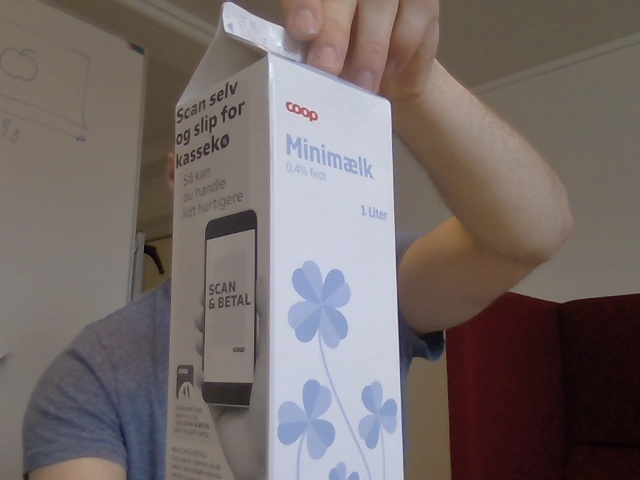 Scan selv
og slip for
kassekø
Så kan
du handle
lidt hurtigere
SCAN
& BETAL
coop
coop
Minimælk
0.4% fedt
1 Liter